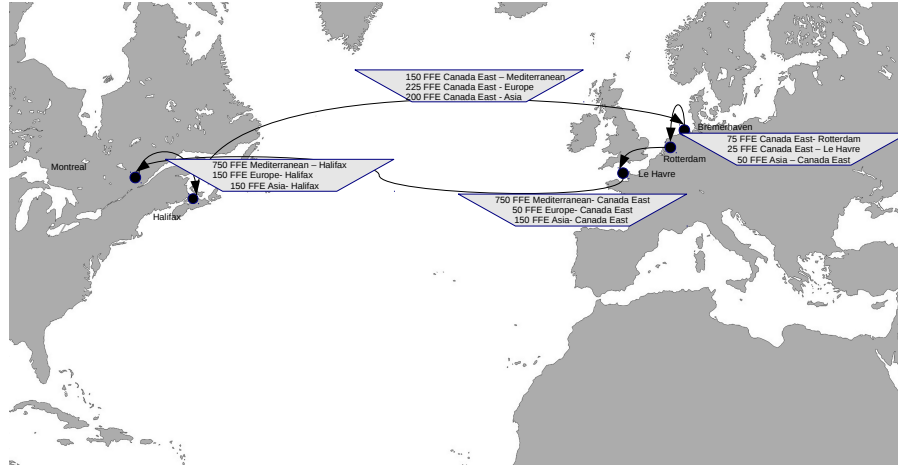 150 FFE Canada East – Mediterranean
225 FFE Canada East - Europe
200 FFE Canada East - Asia
Bremerhaven
75 FFE Canada East- Rotterdam
25 FFE Canada East – Le Havre
50 FFE Asia – Canada East
Rotterdam
Le Havre
Montreal
750 FFE Mediterranean – Halifax
150 FFE Europe- Halifax
150 FFE Asia- Halifax
Halifax
750 FFE Mediterranean- Canada East
50 FFE Europe- Canada East
150 FFE Asia- Canada East